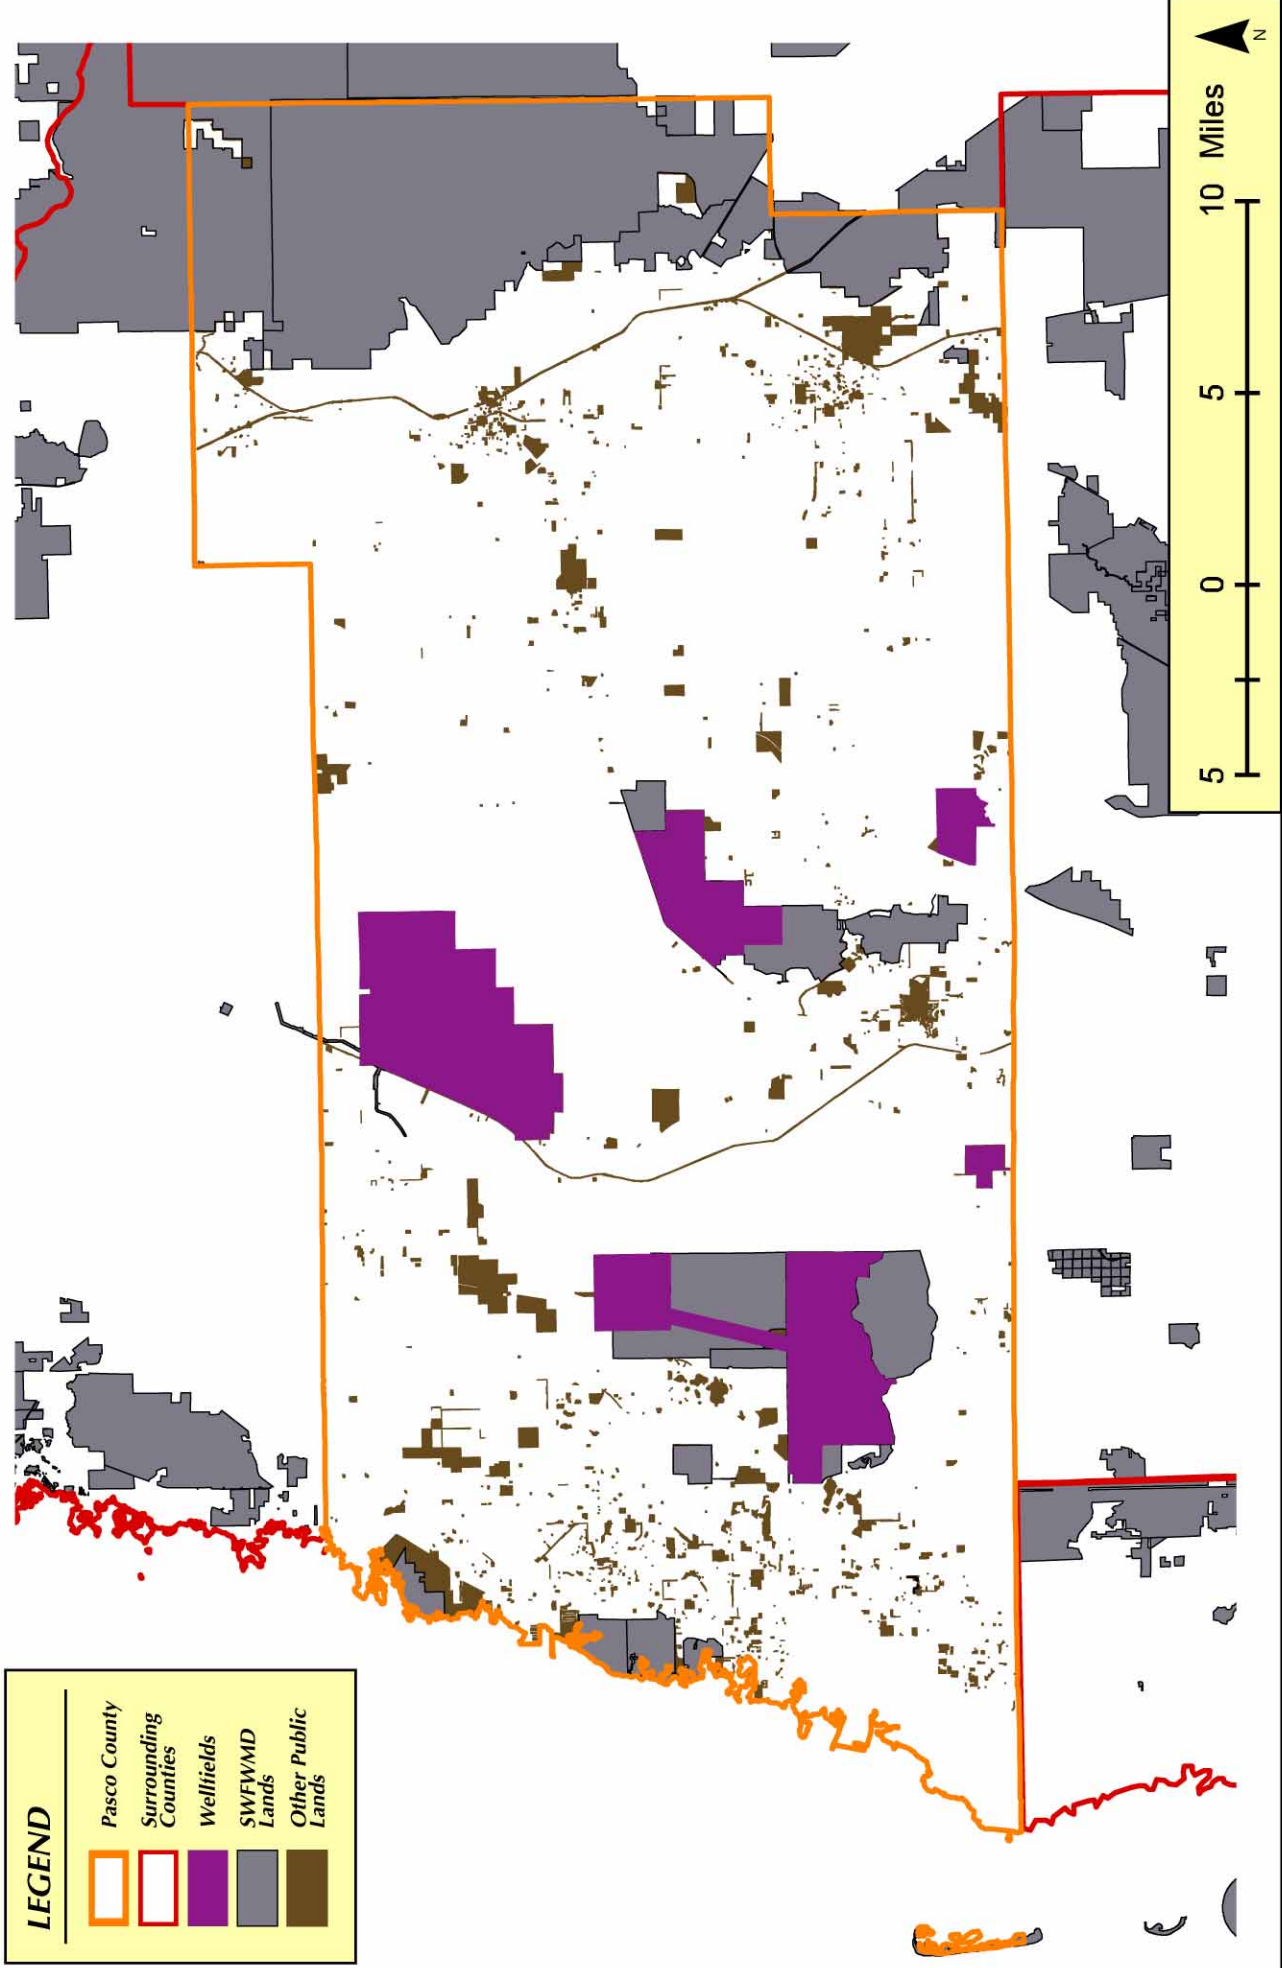 LEGEND
Pasco County
Surrounding
Counties
Wellfields
SWFWMD
Lands
Other Public
Lands
5 0 5 10 Miles
N